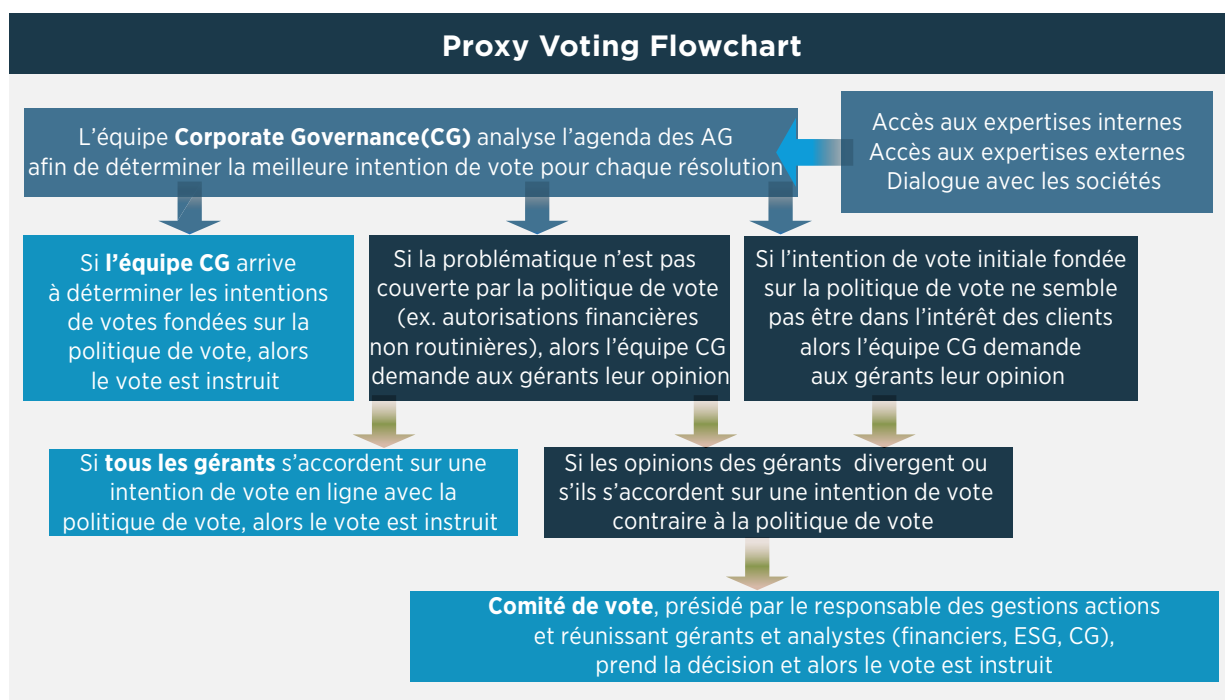 Proxy Voting Flowchart
L'équipe Corporate Governance(CG) analyse l'agenda des AG
afin de déterminer la meilleure intention de vote pour chaque résolution
Accès aux expertises internes
Accès aux expertises externes
Dialogue avec les sociétés
Si l'équipe CG arrive
à déterminer les intentions
de votes fondées sur la
politique de vote, alors
le vote est instruit
Si la problématique n'est pas
couverte par la politique de vote
(ex. autorisations financières
non routinières), alors l'équipe CG
demande aux gérants leur opinion
Si l'intention de vote initiale fondée
sur la politique de vote ne semble
pas être dans l'intérêt des clients
alors l'équipe CG demande
aux gérants leur opinion
Si tous les gérants s'accordent sur une
intention de vote en ligne avec la
politique de vote, alors le vote est instruit
Si les opinions des gérants divergent ou
s'ils s'accordent sur une intention de vote
contraire à la politique de vote
Comité de vote, présidé par le responsable des gestions actions
et réunissant gérants et analystes (financiers, ESG, CG),
prend la décision et alors le vote est instruit